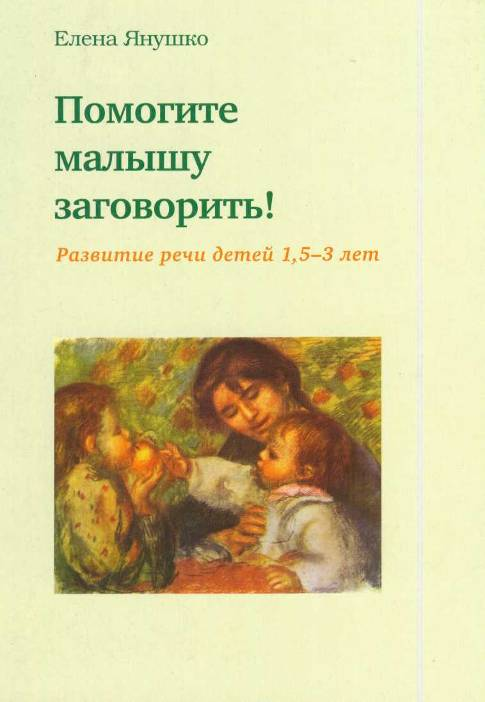 Елена Янушко
Помогите
малышу
заговорить!
Развитие речи детей 1,5–3 лет